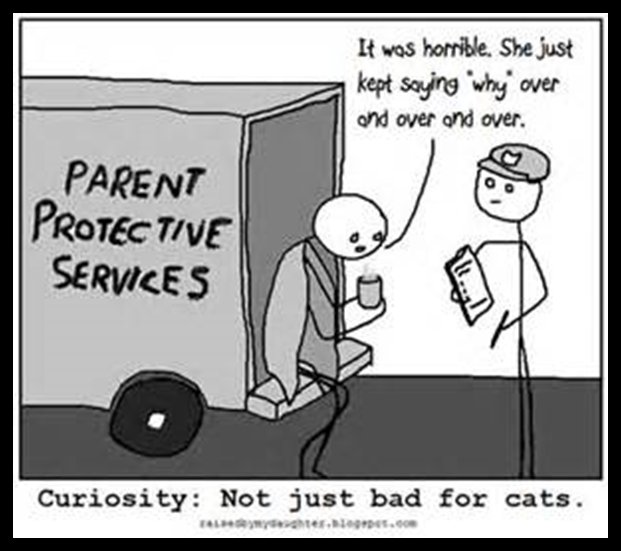 It was horrible. She just
kept saying "why" over
and over and over.
PARENT
PROTECTIVE
SERVICES
Curiosity: Not just bad for cats.
raisedbymydaughter.blogspot.com